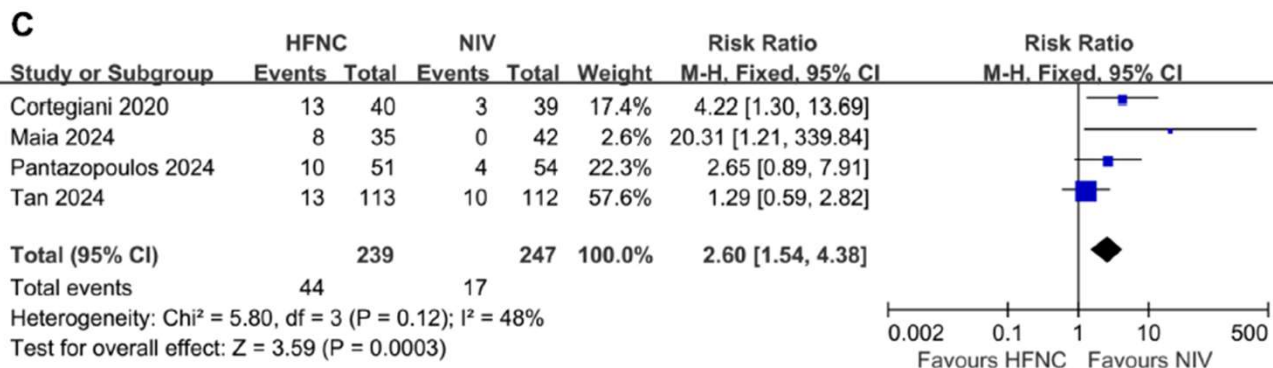 C
HFNC NIV Risk Ratio Risk Ratio
Study or Subgroup Events Total Events Total Weight M-H, Fixed, 95% CI M-H, Fixed, 95% CI
Cortegiani 2020 13 40 3 39 17.4% 4.22 [1.30, 13.69]
Maia 2024 8 35 0 42 2.6% 20.31 [1.21, 339.84]
Pantazopoulos 2024 10 51 4 54 22.3% 2.65 [0.89, 7.91]
Tan 2024 13 113 10 112 57.6% 1.29 [0.59, 2.82]
Total (95% CI) 239 247 100.0% 2.60 [1.54, 4.38]
Total events 44 17
Heterogeneity: Chi² = 5.80, df = 3 (P = 0.12); I² = 48%
Test for overall effect: Z = 3.59 (P = 0.0003)
0.002 0.1 1 10 500
Favours HFNC Favours NIV